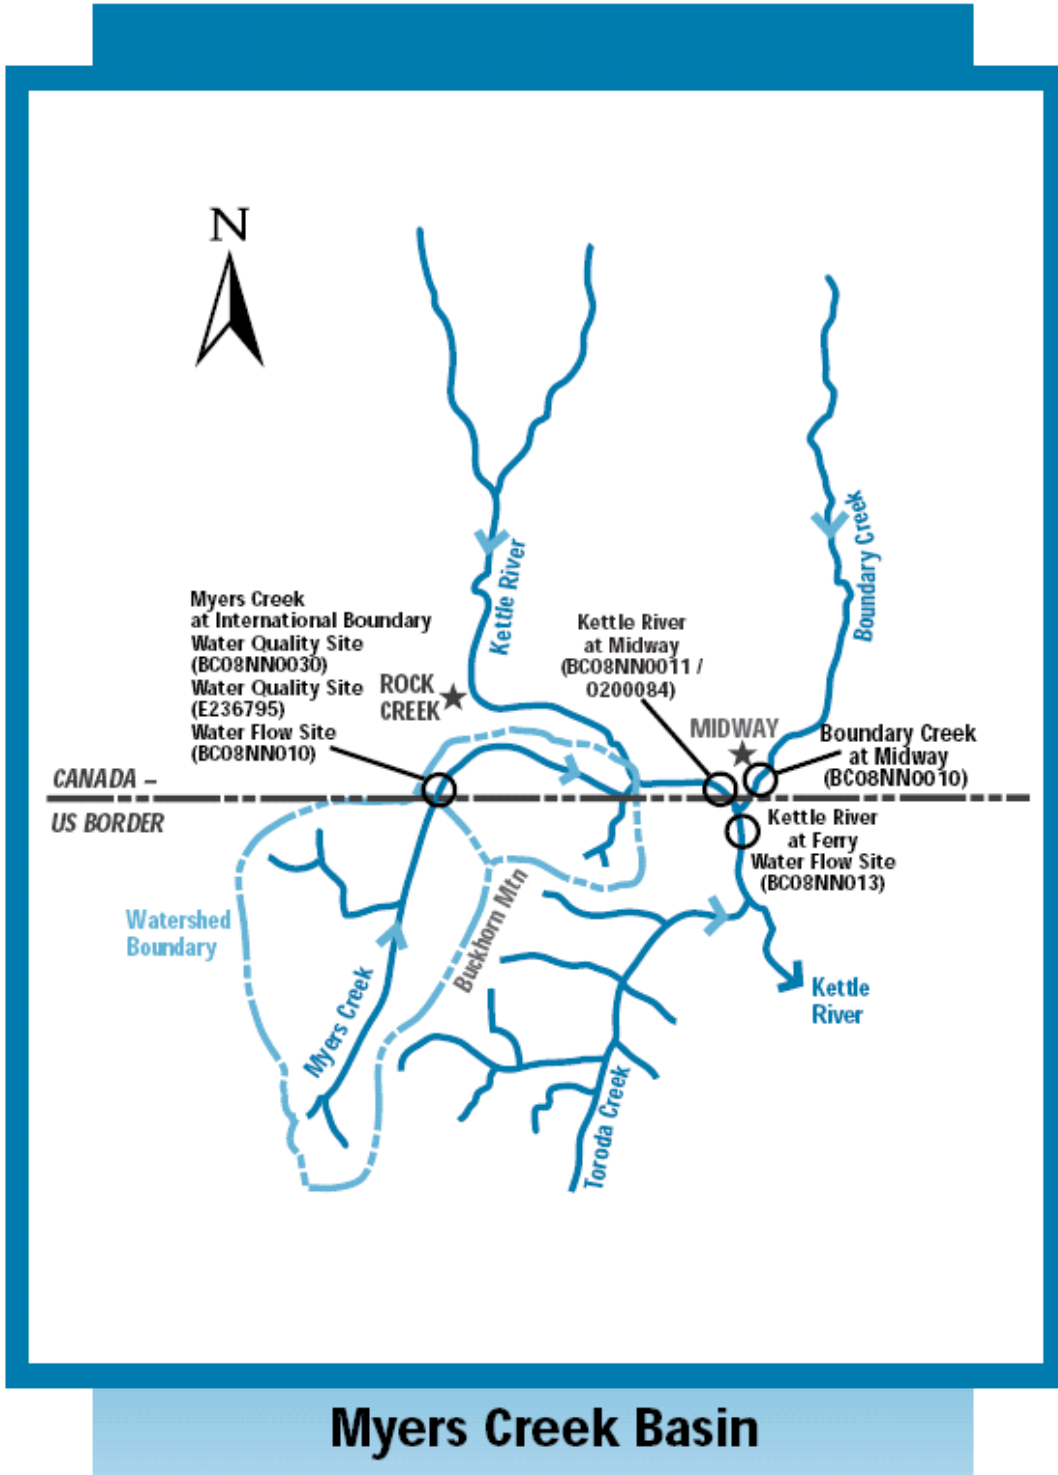 N
Kettle River
Boundary Creek
Myers Creek
at International Boundary
Water Quality Site
(BC08NN0030)
Water Quality Site
(E236795)
Water Flow Site
(BC08NN010)
ROCK
CREEK
Kettle River
at Midway
(BC08NN0011 /
0200084)
MIDWAY
Boundary Creek
at Midway
(BC08NN0010)
CANADA –
US BORDER
Kettle River
at Ferry
Water Flow Site
(BC08NN013)
Watershed
Boundary
Buckhorn Mtn
Myers Creek
Kettle
River
Toroda Creek
Myers Creek Basin